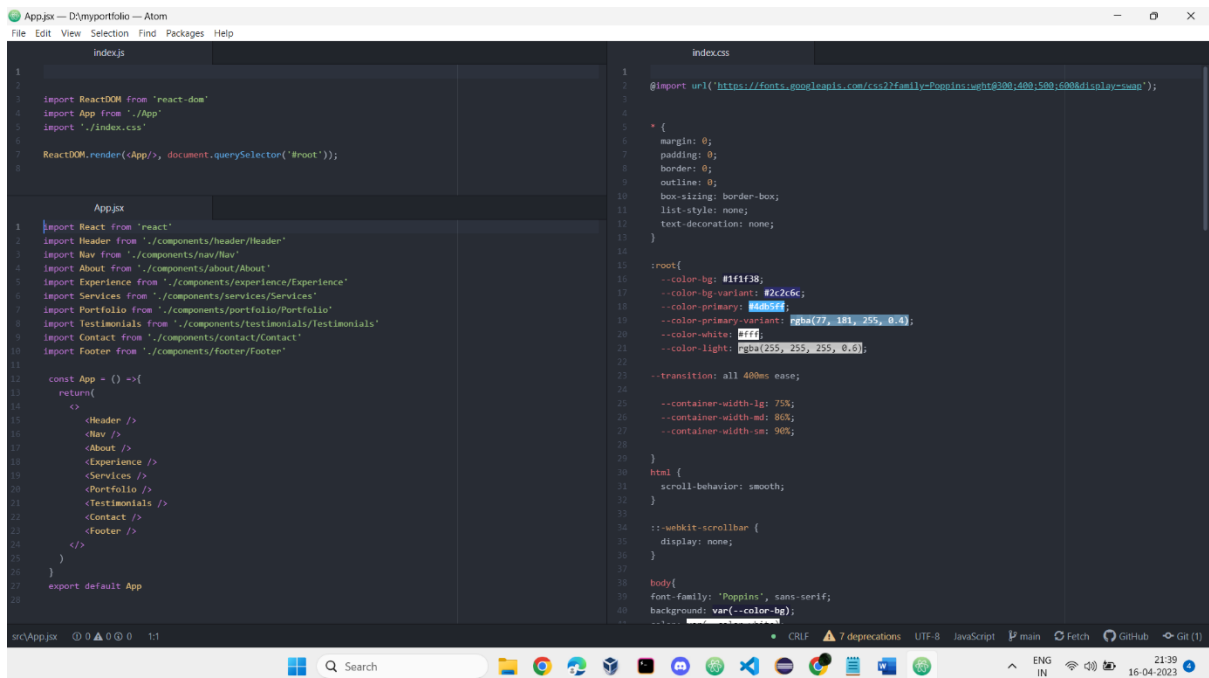 App.jsx — D:\myportfolio — Atom
File Edit View Selection Find Packages Help
index.js
1
2
3 import ReactDOM from 'react-dom'
4 import App from './App'
5 import './index.css'
6
7 ReactDOM.render(<App/>, document.querySelector('#root'));
8
App.jsx
1 import React from 'react'
2 import Header from './components/header/Header'
3 import Nav from './components/nav/Nav'
4 import About from './components/about/About'
5 import Experience from './components/experience/Experience'
6 import Services from './components/services/Services'
7 import Portfolio from './components/portfolio/Portfolio'
8 import Testimonials from './components/testimonials/Testimonials'
9 import Contact from './components/contact/Contact'
10 import Footer from './components/footer/Footer'
11
12 const App = () =>{
13 return(
14 <>
15 <Header />
16 <Nav />
17 <About />
18 <Experience />
19 <Services />
20 <Portfolio />
21 <Testimonials />
22 <Contact />
23 <Footer />
24 </>
25 )
26 }
27 export default App
28
index.css
1
2 @import url('https://fonts.googleapis.com/css2?family=Poppins:wght@300;400;500;600&display=swap');
3
4
5 * {
6 margin: 0;
7 padding: 0;
8 border: 0;
9 outline: 0;
10 box-sizing: border-box;
11 list-style: none;
12 text-decoration: none;
13 }
14
15 :root{
16 --color-bg: #1f1f38;
17 --color-bg-variant: #2c2c6c;
18 --color-primary: #4db5ff;
19 --color-primary-variant: rgba(77, 181, 255, 0.4);
20 --color-white: #fff;
21 --color-light: rgba(255, 255, 255, 0.6);
22
23 --transition: all 400ms ease;
24
25 --container-width-lg: 75%;
26 --container-width-md: 86%;
27 --container-width-sm: 90%;
28
29 }
30 html {
31 scroll-behavior: smooth;
32 }
33
34 ::-webkit-scrollbar {
35 display: none;
36 }
37
38 body{
39 font-family: 'Poppins', sans-serif;
40 background: var(--color-bg);
src\App.jsx 0 0 0 1:1
CRLF 7 deprecations UTF-8 JavaScript main Fetch GitHub Git (1)
Search
ENG
IN
21:39
16-04-2023
4